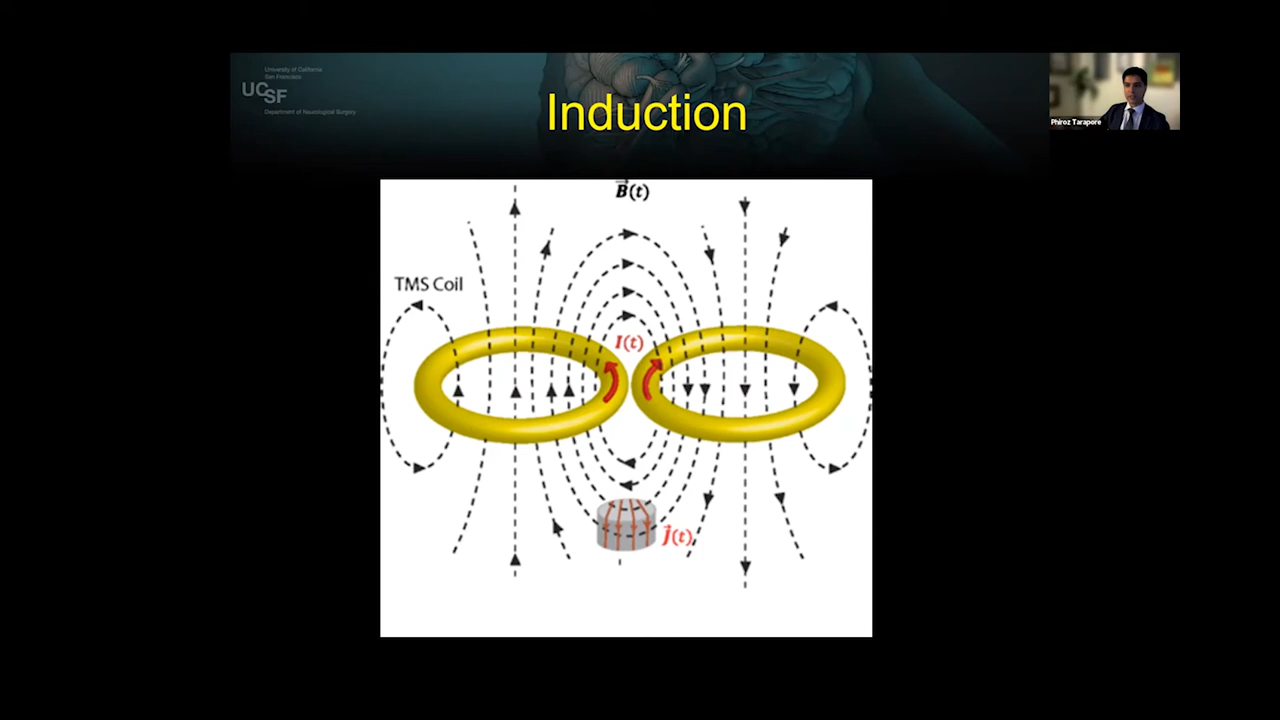 University of California
San Francisco
UCSF
Department of Neurological Surgery
Induction
Phiroz Tarapore
B⃗(t)
TMS Coil
I(t)
J⃗(t)